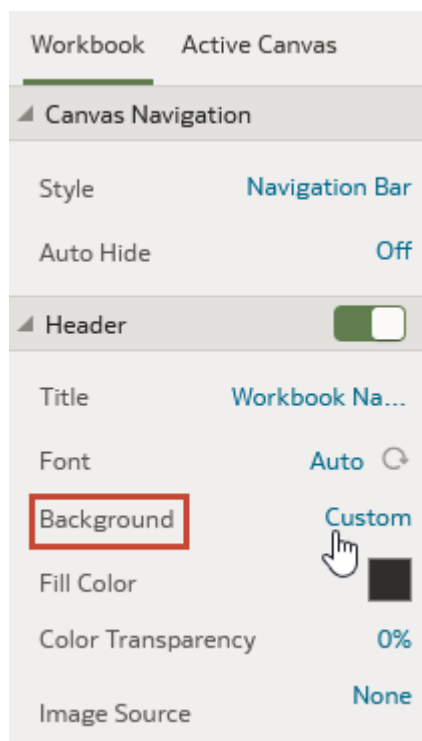 Workbook Active Canvas
Canvas Navigation
Style Navigation Bar
Auto Hide Off
Header
Title Workbook Na...
Font Auto
Background Custom
Fill Color
Color Transparency 0%
Image Source None